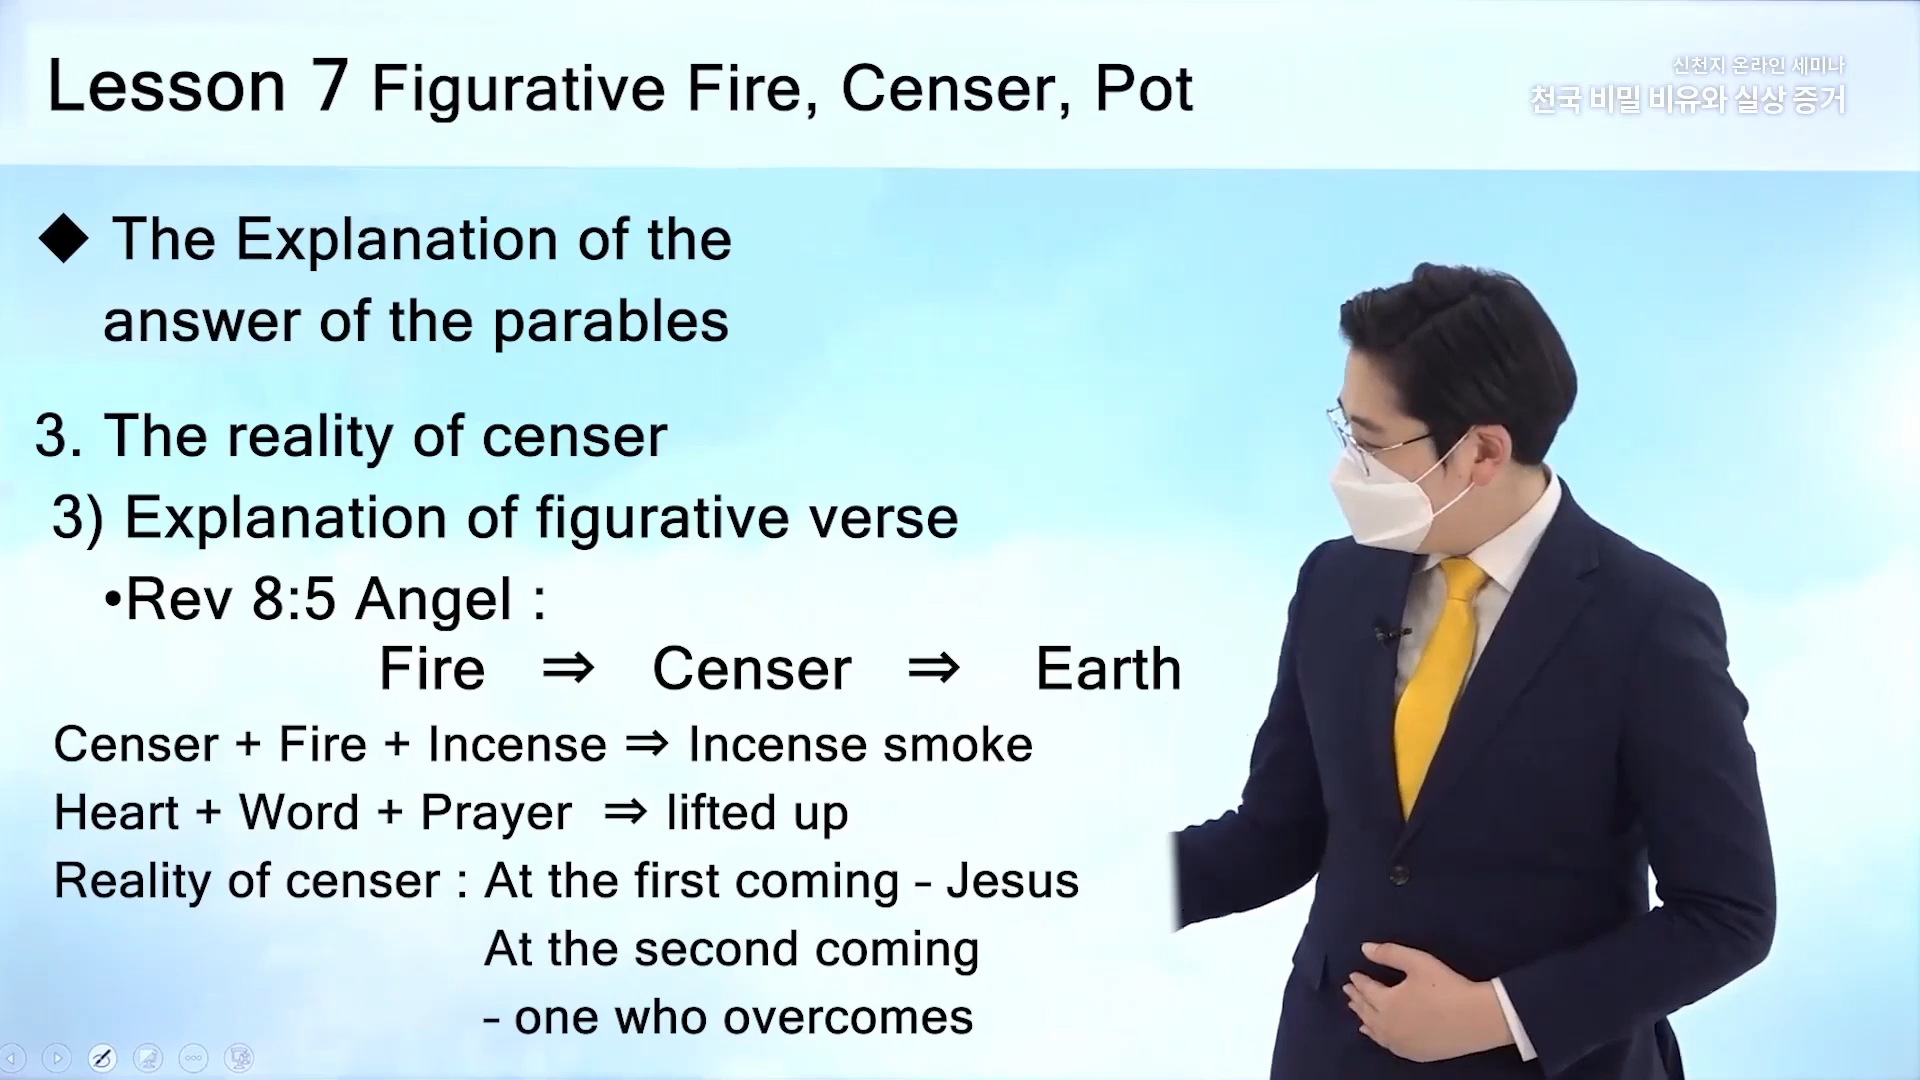 Lesson 7 Figurative Fire, Censer, Pot
신천지 온라인 세미나
천국 비밀 비유와 실상 증거
◆ The Explanation of the
answer of the parables
3. The reality of censer
3) Explanation of figurative verse
•Rev 8:5 Angel :
Fire ⇒ Censer ⇒ Earth
Censer + Fire + Incense ⇒ Incense smoke
Heart + Word + Prayer ⇒ lifted up
Reality of censer : At the first coming – Jesus
At the second coming
– one who overcomes